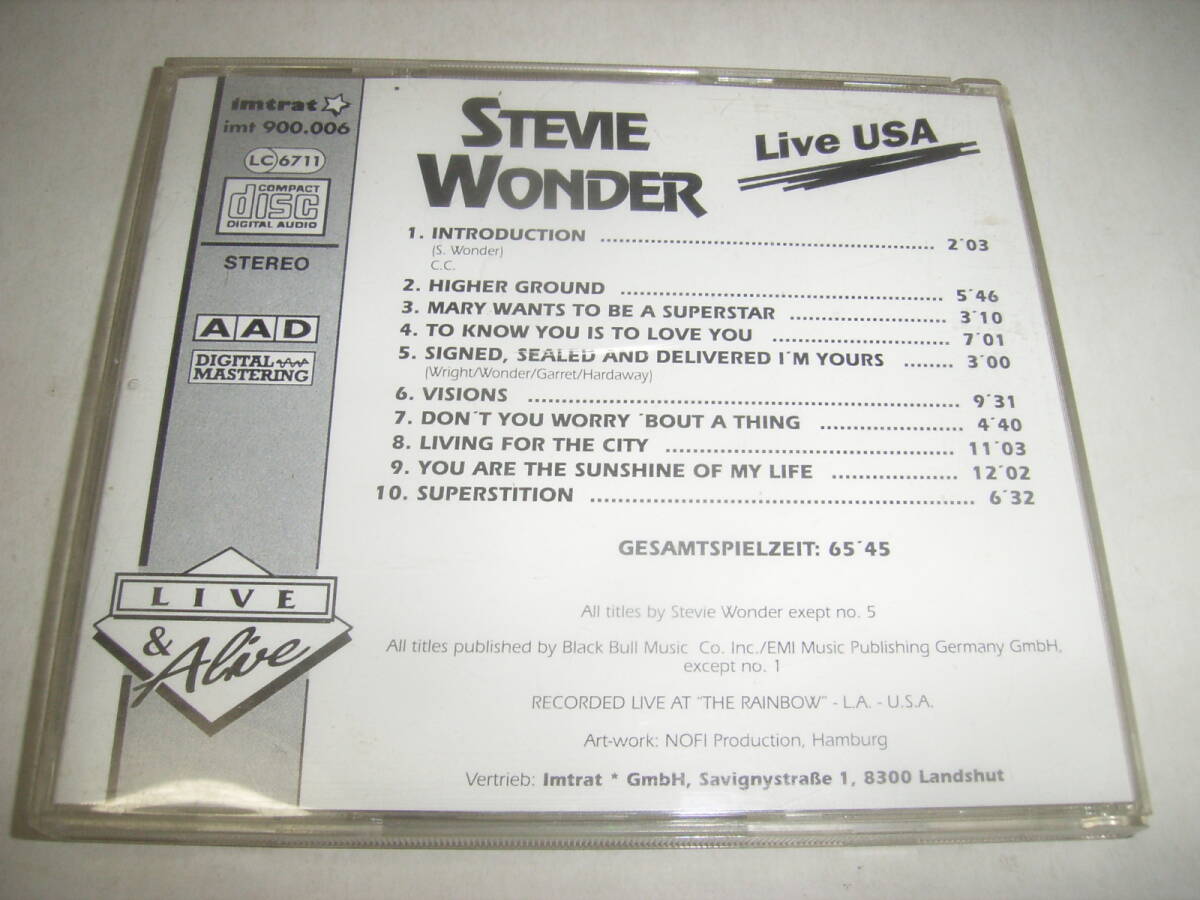 imtrat
imt 900.006
LC 6711
COMPACT
disc
DIGITAL AUDIO
STEREO
AAD
DIGITAL
MASTERING
LIVE
& Alive
STEVIE
WONDER
Live USA
1. INTRODUCTION ........ 2´03
(S. Wonder)
C.C.
2. HIGHER GROUND ........ 5´46
3. MARY WANTS TO BE A SUPERSTAR ........ 3´10
4. TO KNOW YOU IS TO LOVE YOU ........ 7´01
5. SIGNED, SEALED AND DELIVERED I´M YOURS ........ 3´00
(Wright/Wonder/Garret/Hardaway)
6. VISIONS ........ 9´31
7. DON´T YOU WORRY ´BOUT A THING ........ 4´40
8. LIVING FOR THE CITY ........ 11´03
9. YOU ARE THE SUNSHINE OF MY LIFE ........ 12´02
10. SUPERSTITION ........ 6´32
GESAMTSPIELZEIT: 65´45
All titles by Stevie Wonder exept no. 5
All titles published by Black Bull Music Co. Inc./EMI Music Publishing Germany GmbH,
except no. 1
RECORDED LIVE AT "THE RAINBOW" - L.A. - U.S.A.
Art-work: NOFI Production, Hamburg
Vertrieb: Imtrat * GmbH, Savignystraße 1, 8300 Landshut